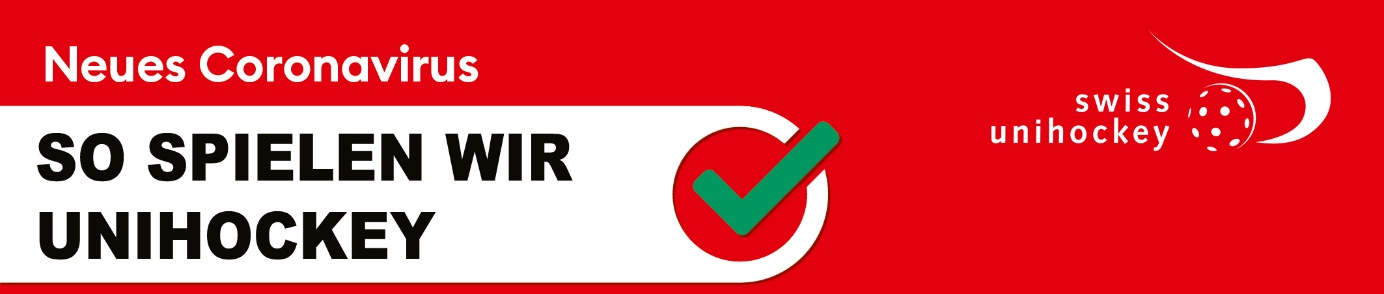 Neues Coronavirus
SO SPIELEN WIR
UNIHOCKEY
swiss
unihockey